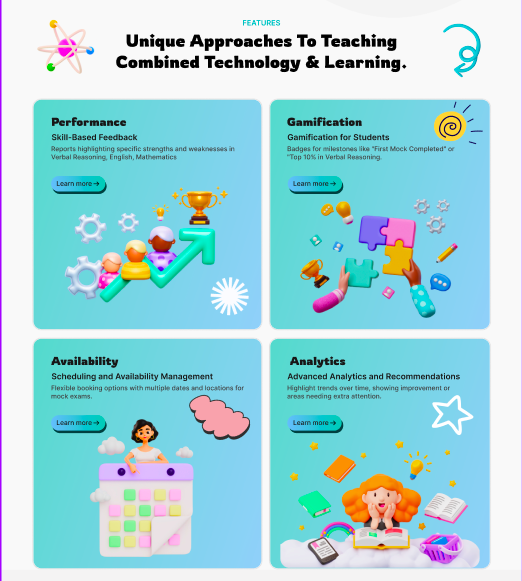 FEATURES
Unique Approaches To Teaching
Combined Technology & Learning.
Performance
Skill-Based Feedback
Reports highlighting specific strengths and weaknesses in
Verbal Reasoning, English, Mathematics
Learn more →
Gamification
Gamification for Students
Badges for milestones like "First Mock Completed" or
"Top 10% in Verbal Reasoning.
Learn more →
Availability
Scheduling and Availability Management
Flexible booking options with multiple dates and locations for
mock exams.
Learn more →
Analytics
Advanced Analytics and Recommendations
Highlight trends over time, showing improvement or
areas needing extra attention.
Learn more →